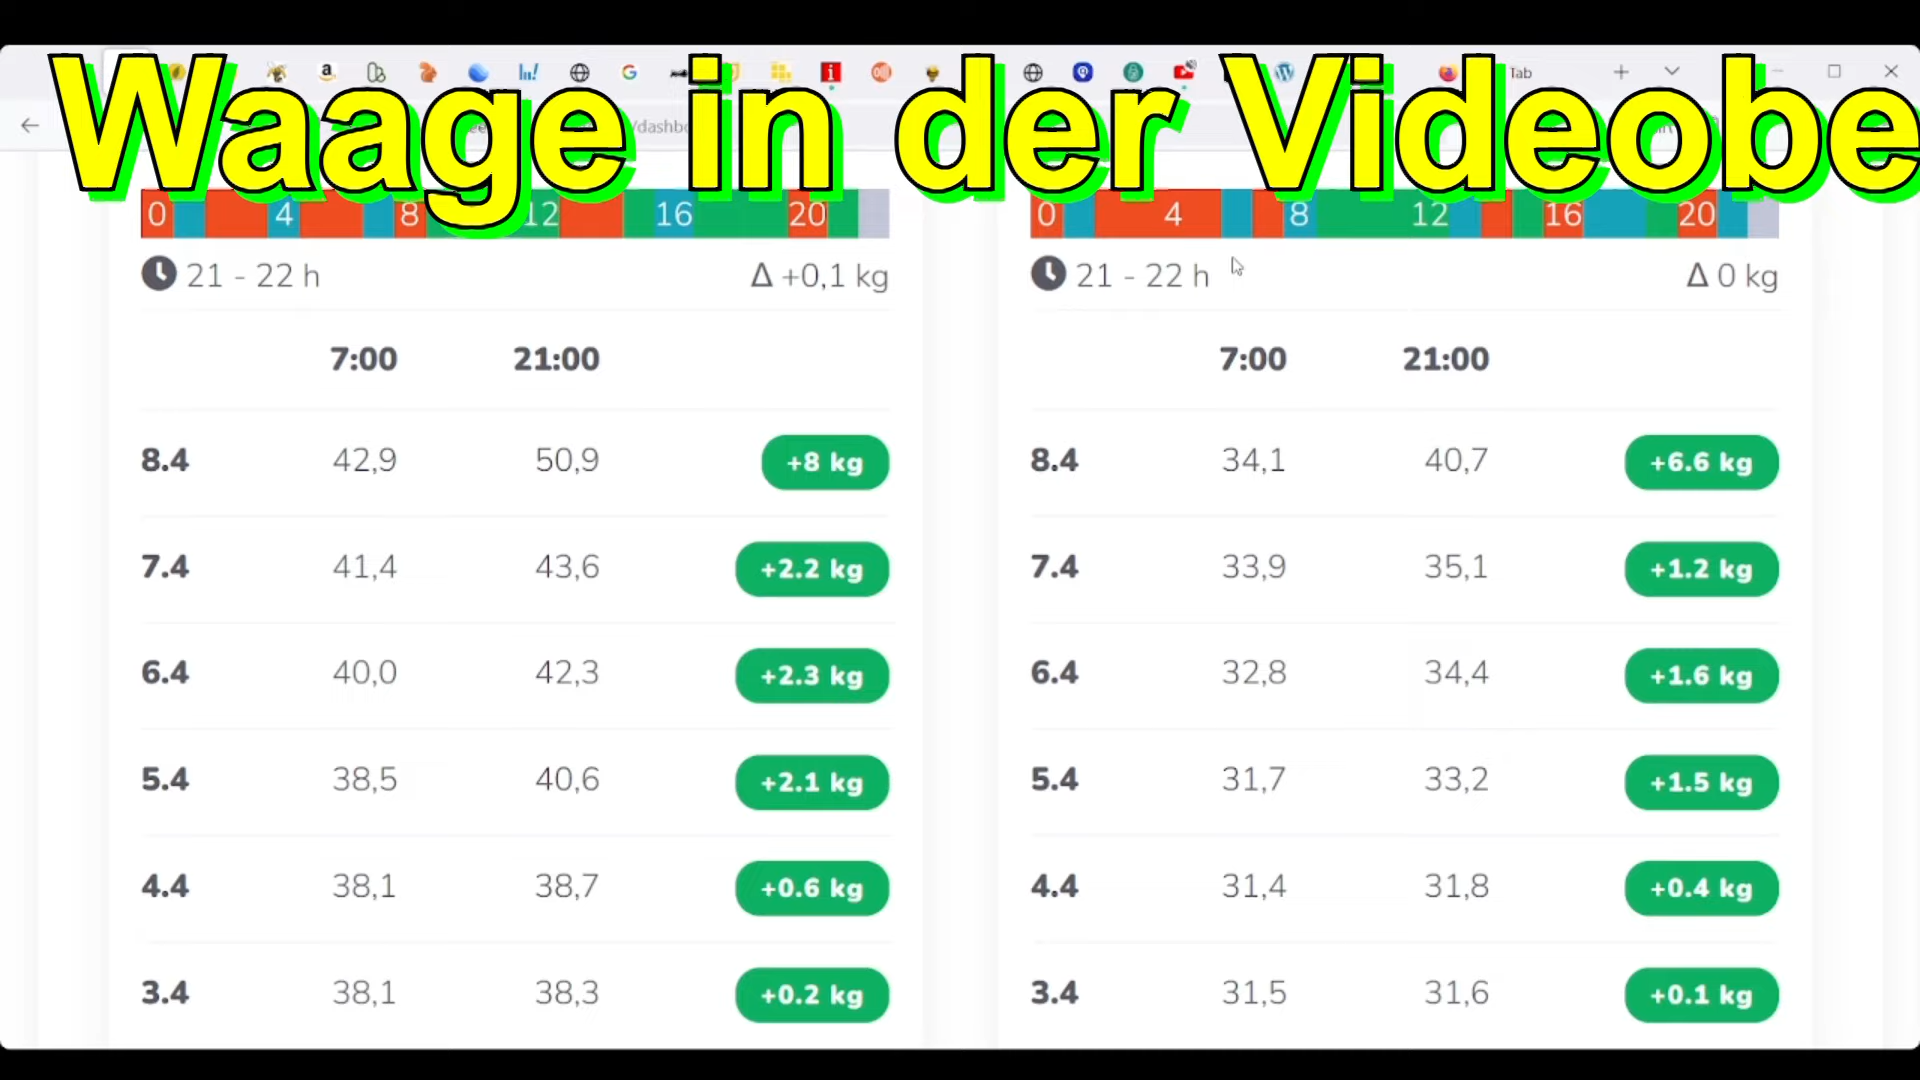 Waage in der Videobe
Tab
/dashbo
0 4 8 12 16 20
21 - 22 h Δ +0,1 kg
7:00 21:00
8.4 42,9 50,9 +8 kg
7.4 41,4 43,6 +2.2 kg
6.4 40,0 42,3 +2.3 kg
5.4 38,5 40,6 +2.1 kg
4.4 38,1 38,7 +0.6 kg
3.4 38,1 38,3 +0.2 kg
0 4 8 12 16 20
21 - 22 h Δ 0 kg
7:00 21:00
8.4 34,1 40,7 +6.6 kg
7.4 33,9 35,1 +1.2 kg
6.4 32,8 34,4 +1.6 kg
5.4 31,7 33,2 +1.5 kg
4.4 31,4 31,8 +0.4 kg
3.4 31,5 31,6 +0.1 kg